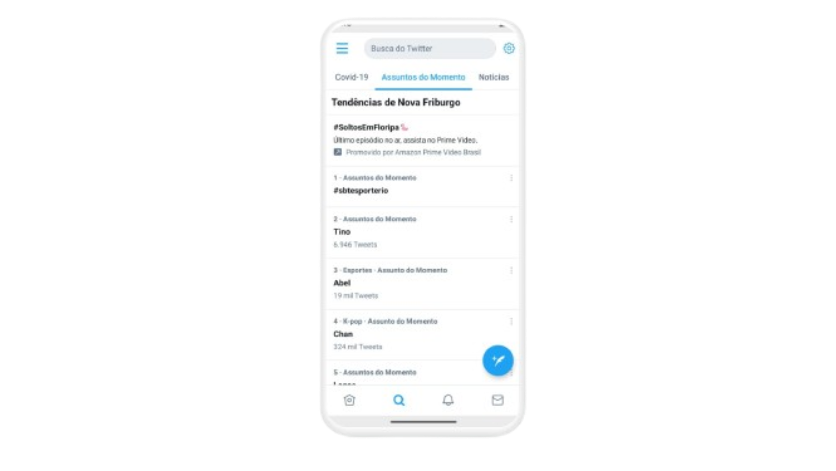 Busca do Twitter
Covid-19 Assuntos do Momento Notícias
Tendências de Nova Friburgo
#SoltosEmFloripa
Último episódio no ar, assista no Prime Video.
Promovido por Amazon Prime Video Brasil
1 · Assuntos do Momento
#sbtesporterio
2 · Assuntos do Momento
Tino
6.946 Tweets
3 · Esportes · Assunto do Momento
Abel
19 mil Tweets
4 · K-pop · Assunto do Momento
Chan
324 mil Tweets
5 · Assuntos do Momento